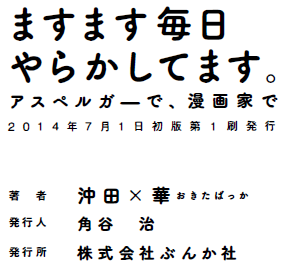 ますます毎日
やらかしてます。
アスペルガーで、漫画家で
2014年7月1日初版第1刷発行
著者 沖田×華 おきたばっか
発行人 角谷 治
発行所 株式会社ぶんか社